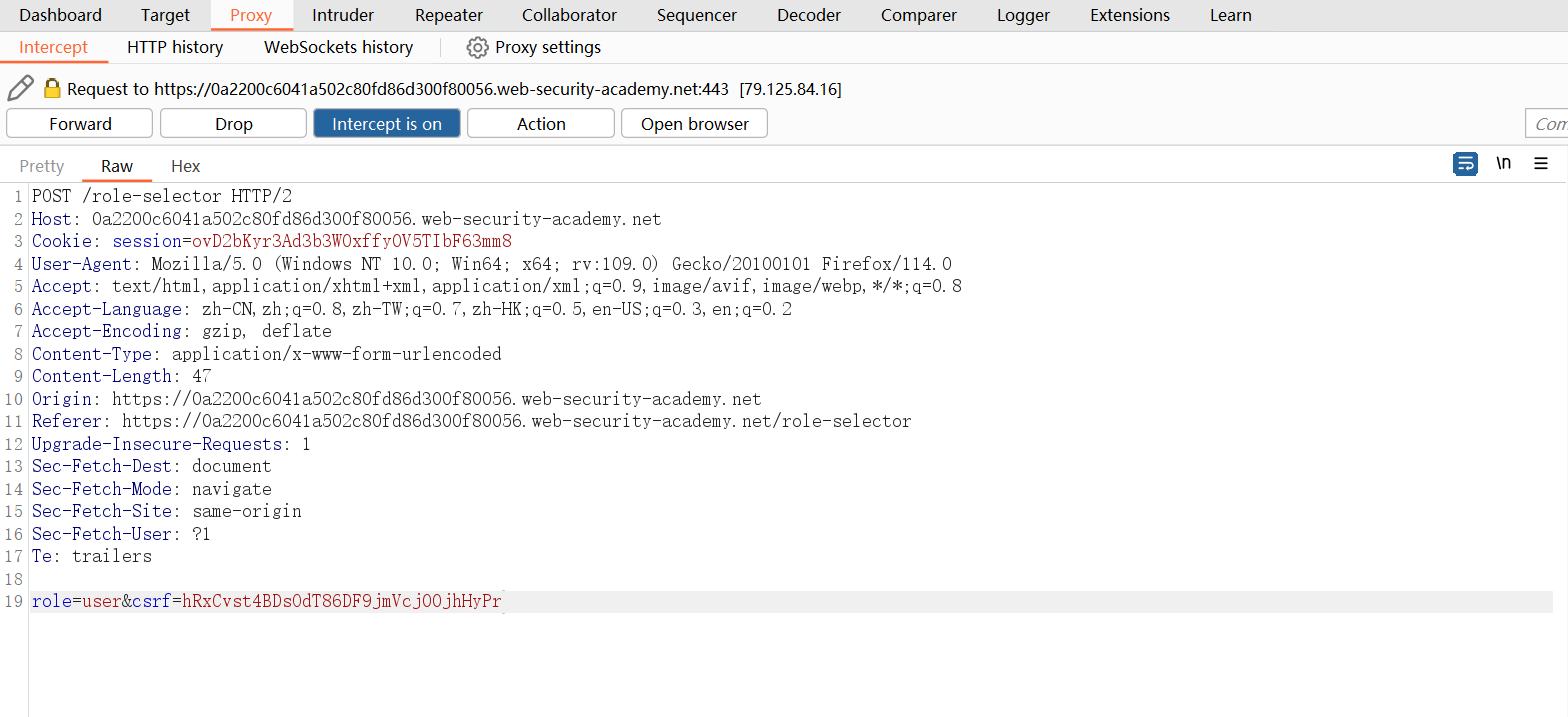 Dashboard Target Proxy Intruder Repeater Collaborator Sequencer Decoder Comparer Logger Extensions Learn
Intercept HTTP history WebSockets history Proxy settings
Request to https://0a2200c6041a502c80fd86d300f80056.web-security-academy.net:443 [79.125.84.16]
Forward Drop Intercept is on Action Open browser Com
Pretty Raw Hex \n
1 POST /role-selector HTTP/2
2 Host: 0a2200c6041a502c80fd86d300f80056.web-security-academy.net
3 Cookie: session=ovD2bKyr3Ad3b3WOxffyOV5TIbF63mm8
4 User-Agent: Mozilla/5.0 (Windows NT 10.0; Win64; x64; rv:109.0) Gecko/20100101 Firefox/114.0
5 Accept: text/html,application/xhtml+xml,application/xml;q=0.9,image/avif,image/webp,*/*;q=0.8
6 Accept-Language: zh-CN,zh;q=0.8,zh-TW;q=0.7,zh-HK;q=0.5,en-US;q=0.3,en;q=0.2
7 Accept-Encoding: gzip, deflate
8 Content-Type: application/x-www-form-urlencoded
9 Content-Length: 47
10 Origin: https://0a2200c6041a502c80fd86d300f80056.web-security-academy.net
11 Referer: https://0a2200c6041a502c80fd86d300f80056.web-security-academy.net/role-selector
12 Upgrade-Insecure-Requests: 1
13 Sec-Fetch-Dest: document
14 Sec-Fetch-Mode: navigate
15 Sec-Fetch-Site: same-origin
16 Sec-Fetch-User: ?1
17 Te: trailers
18
19 role=user&csrf=hRxCvst4BDsOdT86DF9jmVcjOOjhHyPr